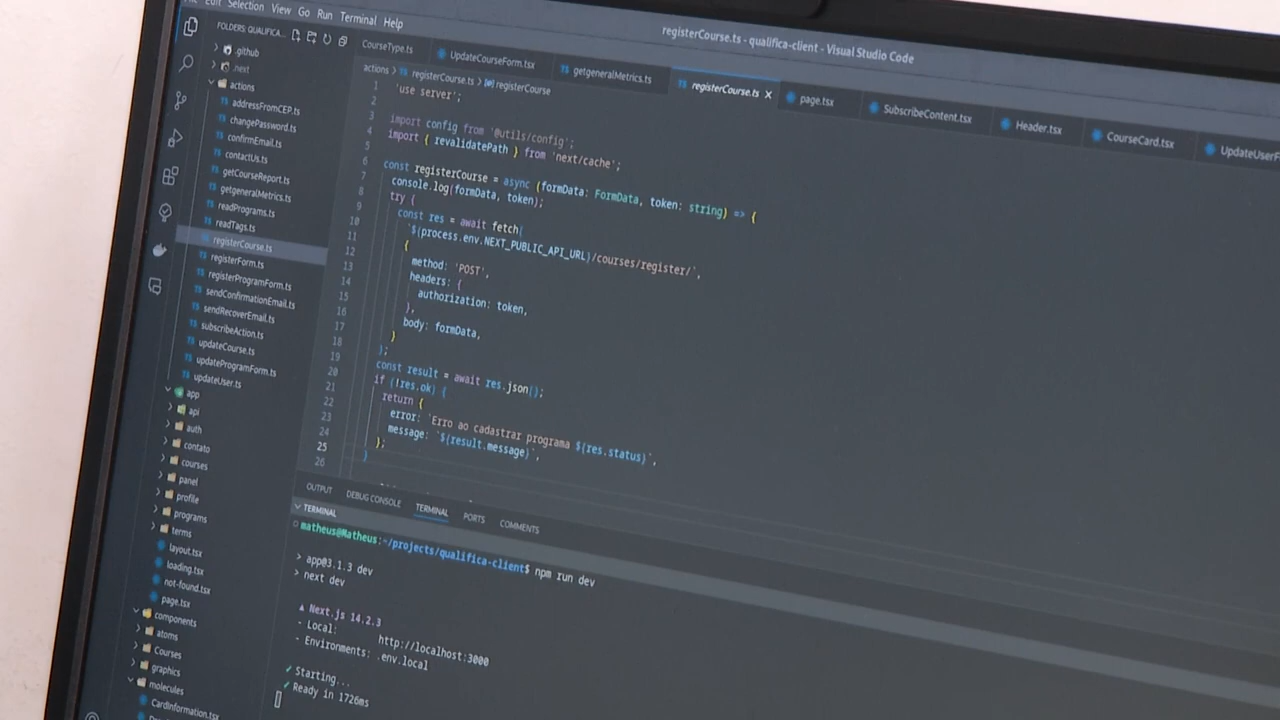 Edit Selection View Go Run Terminal Help
registerCourse.ts - qualifica-client - Visual Studio Code
FOLDERS: QUALIFICA...
.github
.next
actions
addressFromCEP.ts
changePassword.ts
confirmEmail.ts
contactUs.ts
getCourseReport.ts
getgeneralMetrics.ts
readPrograms.ts
readTags.ts
registerCourse.ts
registerForm.ts
registerProgramForm.ts
sendConfirmationEmail.ts
sendRecoverEmail.ts
subscribeAction.ts
updateCourse.ts
updateProgramForm.ts
updateUser.ts
app
api
auth
contato
courses
panel
profile
programs
terms
layout.tsx
loading.tsx
not-found.tsx
page.tsx
components
atoms
Courses
graphics
molecules
CardInformation.tsx
CourseType.ts
UpdateCourseForm.tsx
getgeneralMetrics.ts
registerCourse.ts
page.tsx
SubscribeContent.tsx
Header.tsx
CourseCard.tsx
actions > registerCourse.ts > registerCourse
1 'use server';
2
3 import config from '@utils/config';
4 import { revalidatePath } from 'next/cache';
5
6 const registerCourse = async (formData: FormData, token: string) => {
7 console.log(formData, token);
8 try {
9 const res = await fetch(
10 `${process.env.NEXT_PUBLIC_API_URL}/courses/register/`,
11 {
12 method: 'POST',
13 headers: {
14 authorization: token,
15 },
16 body: formData,
17 }
18 );
19 const result = await res.json();
20 if (!res.ok) {
21 return {
22 error: `Erro ao cadastrar programa ${res.status}`,
23 message: `${result.message}`,
24 };
25 }
26
OUTPUT DEBUG CONSOLE TERMINAL PORTS COMMENTS
TERMINAL
matheus@Matheus:~/projects/qualifica-client$ npm run dev
> app@3.1.3 dev
> next dev
▲ Next.js 14.2.3
- Local: http://localhost:3000
- Environments: .env.local
✓ Starting...
✓ Ready in 1726ms